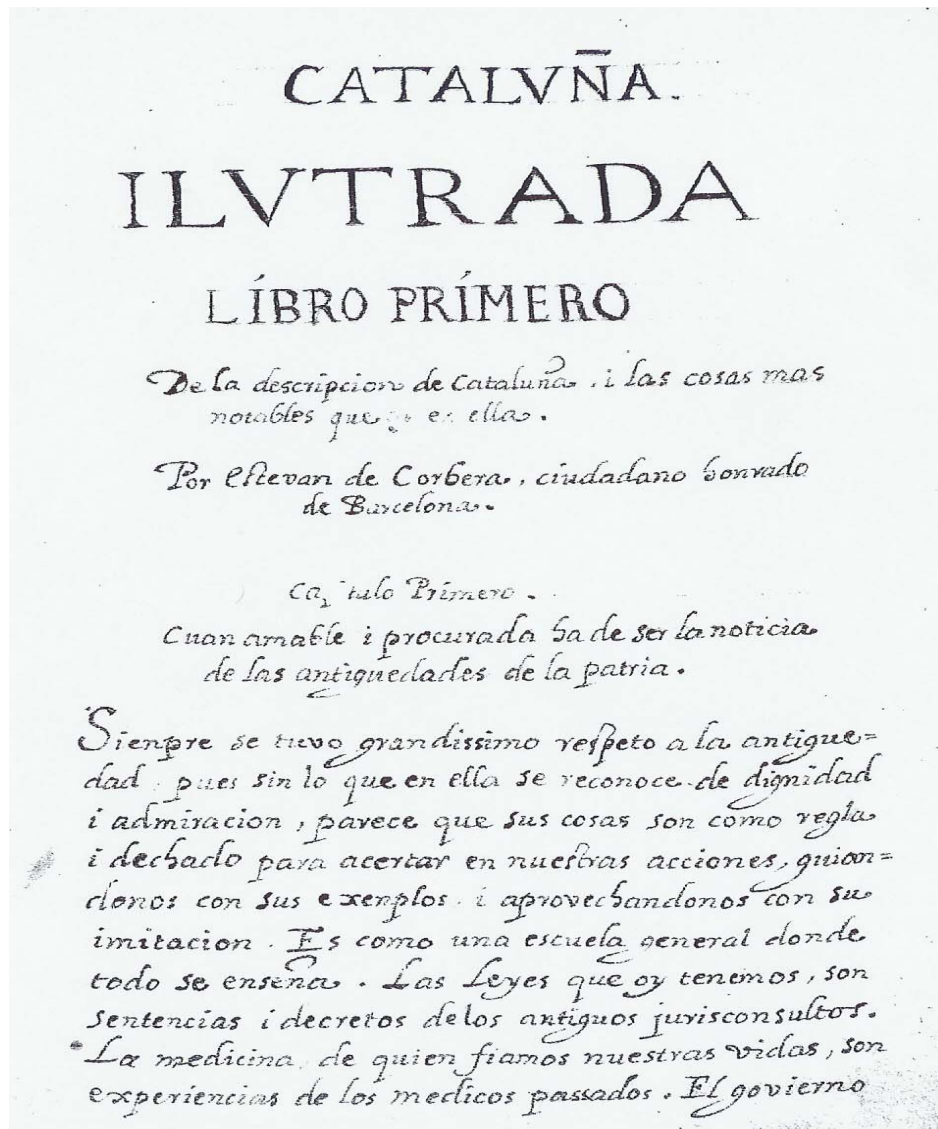 CATALVÑA.
ILVTRADA
LÍBRO PRÍMERO
De la descripcion de Cataluña. i las cosas mas
notables que ella.
Por Estevan de Corbera, ciudadano honrado
de Barcelona.
Capitulo Primero.
Cuan amable i procurada ha de ser la noticia
de las antiguedades de la patria.
Sienpre se tuvo grandissimo respeto a la antigue=
dad, pues sin lo que en ella se reconoce de dignidad
i admiracion, parece que sus cosas son como regla
i dechado para acertar en nuestras acciones, guian=
donos con sus exenplos. i aprovechandonos con su
imitacion. Es como una escuela general donde
todo se enseña. Las Leyes que oy tenemos, son
sentencias i decretos delos antiguos jurisconsultos.
La medicina, de quien fiamos nuestras vidas, son
experiencias de los medicos passados. El govierno